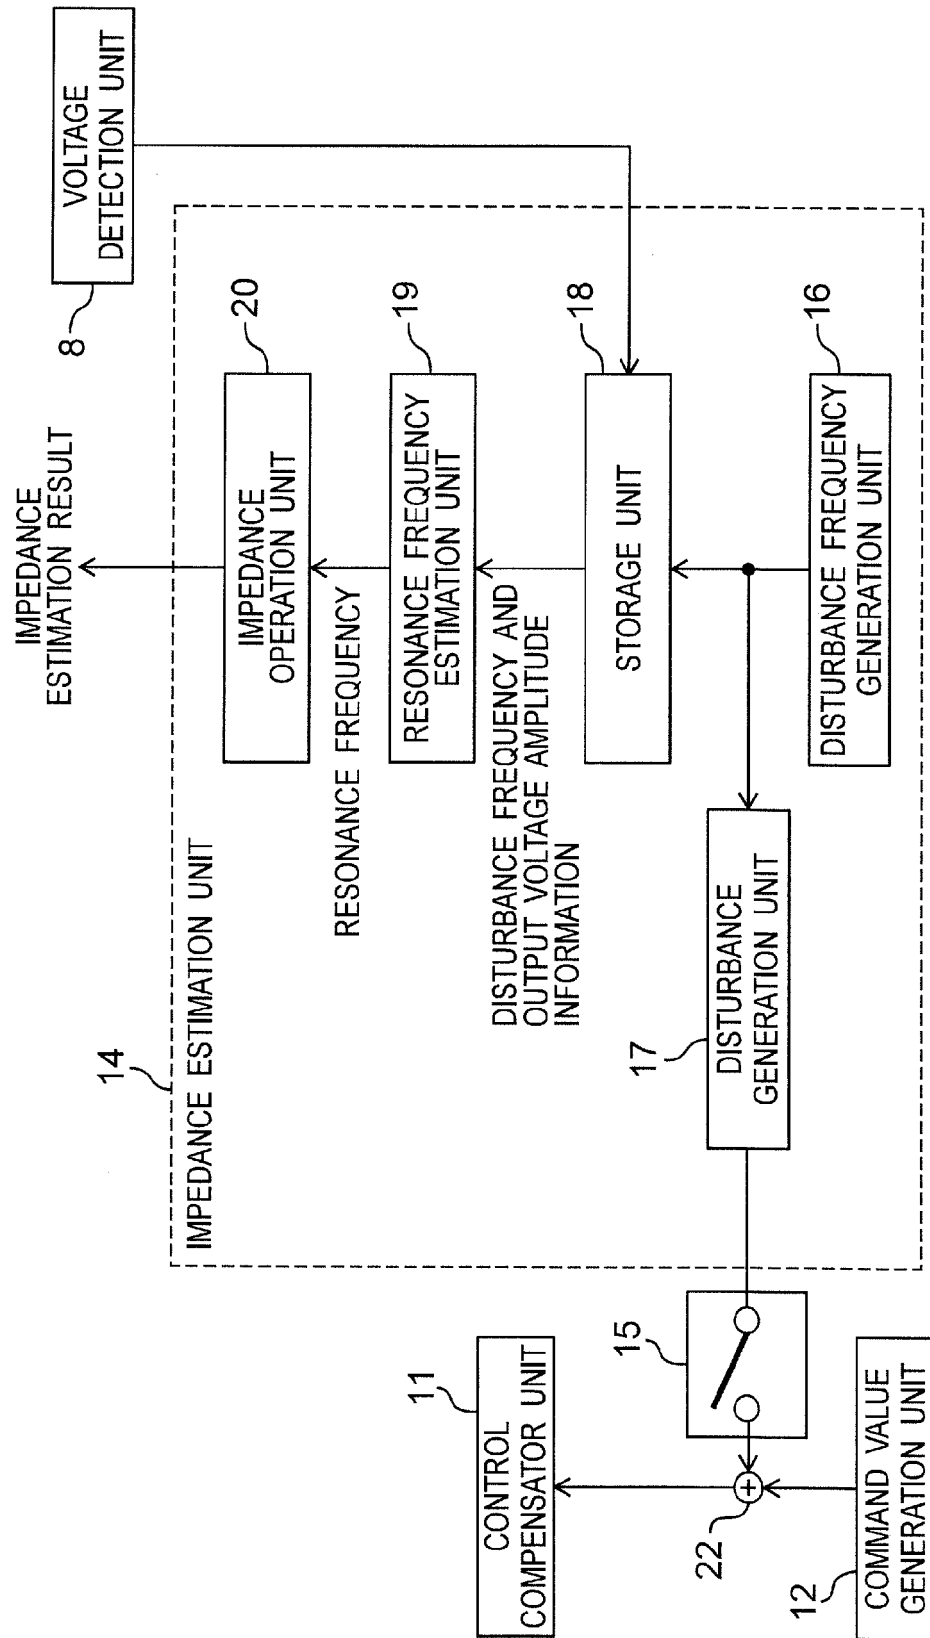 IMPEDANCE
ESTIMATION RESULT
8
VOLTAGE
DETECTION UNIT
14
IMPEDANCE ESTIMATION UNIT
20
IMPEDANCE
OPERATION UNIT
RESONANCE FREQUENCY
19
RESONANCE FREQUENCY
ESTIMATION UNIT
DISTURBANCE FREQUENCY AND
OUTPUT VOLTAGE AMPLITUDE
INFORMATION
18
STORAGE UNIT
11
CONTROL
COMPENSATOR UNIT
15
22
+
17
DISTURBANCE
GENERATION UNIT
16
DISTURBANCE FREQUENCY
GENERATION UNIT
12
COMMAND VALUE
GENERATION UNIT